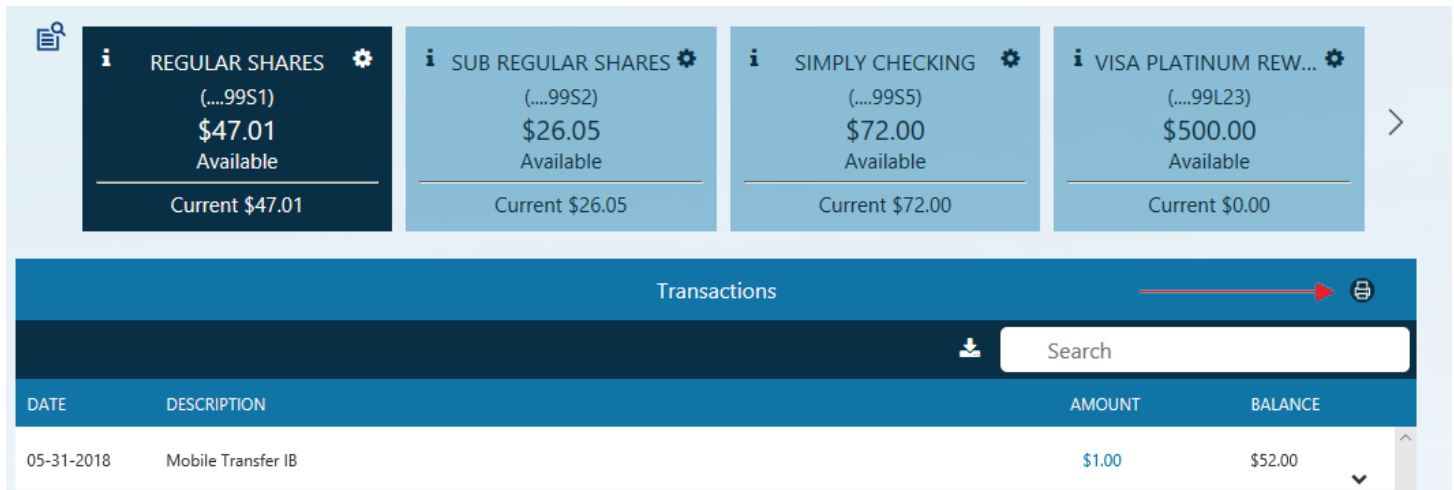 REGULAR SHARES
(....99S1)
$47.01
Available
Current $47.01
SUB REGULAR SHARES
(....99S2)
$26.05
Available
Current $26.05
SIMPLY CHECKING
(....99S5)
$72.00
Available
Current $72.00
VISA PLATINUM REW...
(....99L23)
$500.00
Available
Current $0.00
Transactions
Search
DATE DESCRIPTION AMOUNT BALANCE
05-31-2018 Mobile Transfer IB $1.00 $52.00